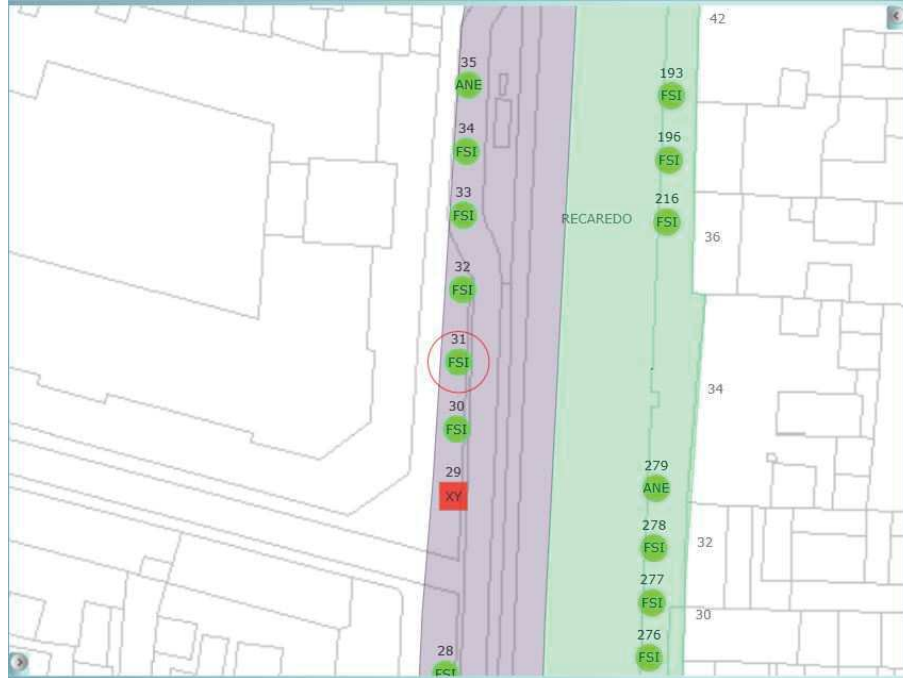 42
35
ANE
193
FSI
34
FSI
196
FSI
33
FSI
216
FSI
RECAREDO
36
32
FSI
31
FSI
34
30
FSI
29
XY
279
ANE
278
FSI
32
277
FSI
30
276
FSI
28
FSI